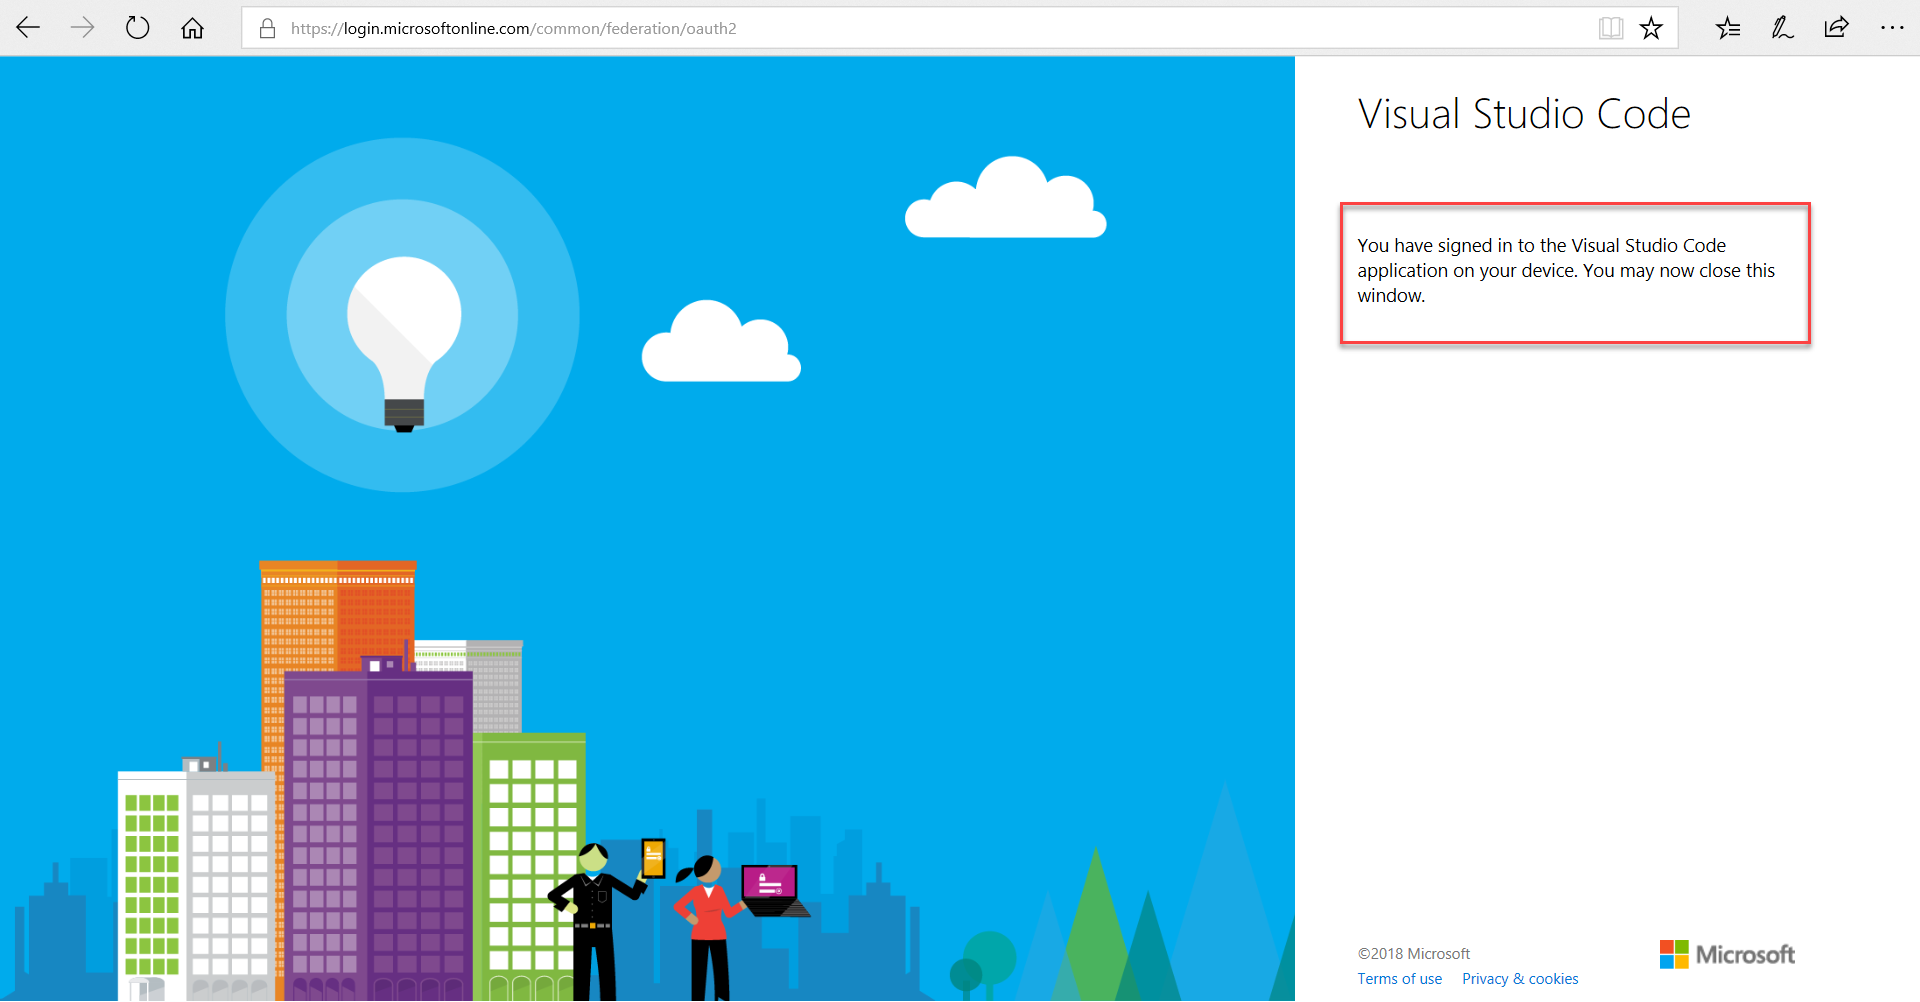 https://login.microsoftonline.com/common/federation/oauth2
Visual Studio Code
You have signed in to the Visual Studio Code
application on your device. You may now close this
window.
©2018 Microsoft
Microsoft
Terms of use Privacy & cookies